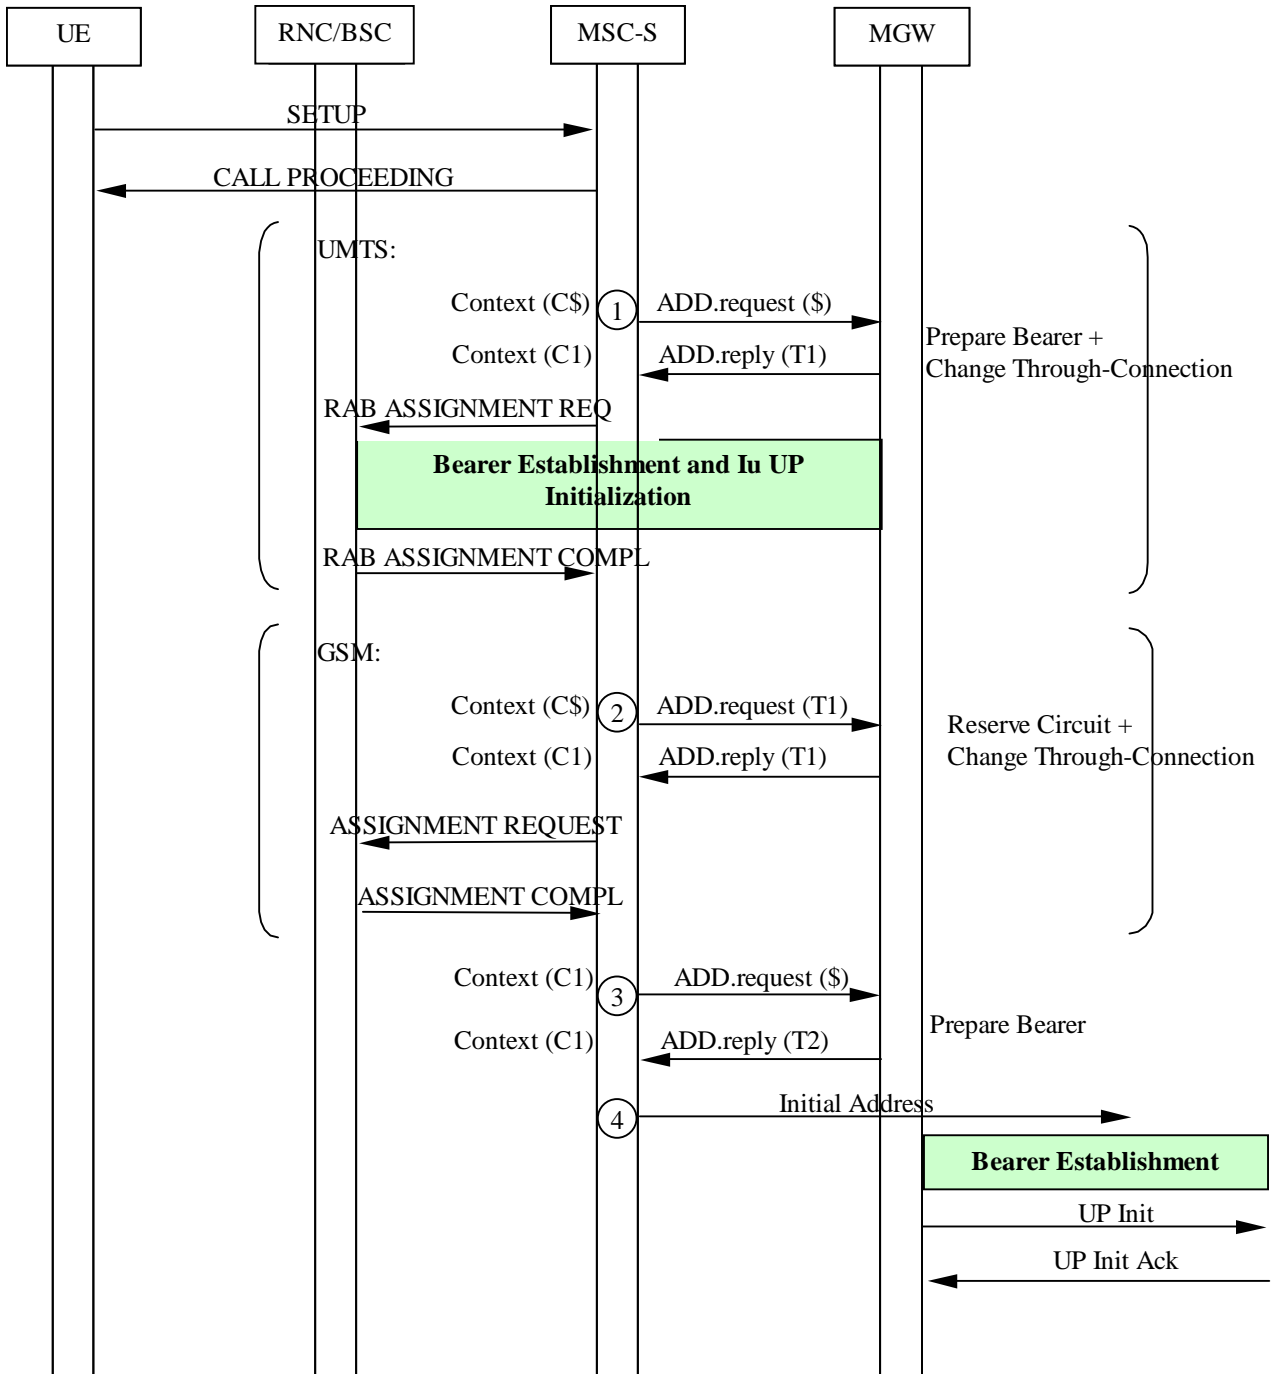 UE
RNC/BSC
MSC-S
MGW
SETUP
CALL PROCEEDING
UMTS:
Context (C$)
1
ADD.request ($)
Prepare Bearer +
Change Through-Connection
Context (C1)
ADD.reply (T1)
RAB ASSIGNMENT REQ
Bearer Establishment and Iu UP
Initialization
RAB ASSIGNMENT COMPL
GSM:
Context (C$)
2
ADD.request (T1)
Reserve Circuit +
Change Through-Connection
Context (C1)
ADD.reply (T1)
ASSIGNMENT REQUEST
ASSIGNMENT COMPL
Context (C1)
3
ADD.request ($)
Prepare Bearer
Context (C1)
ADD.reply (T2)
4
Initial Address
Bearer Establishment
UP Init
UP Init Ack